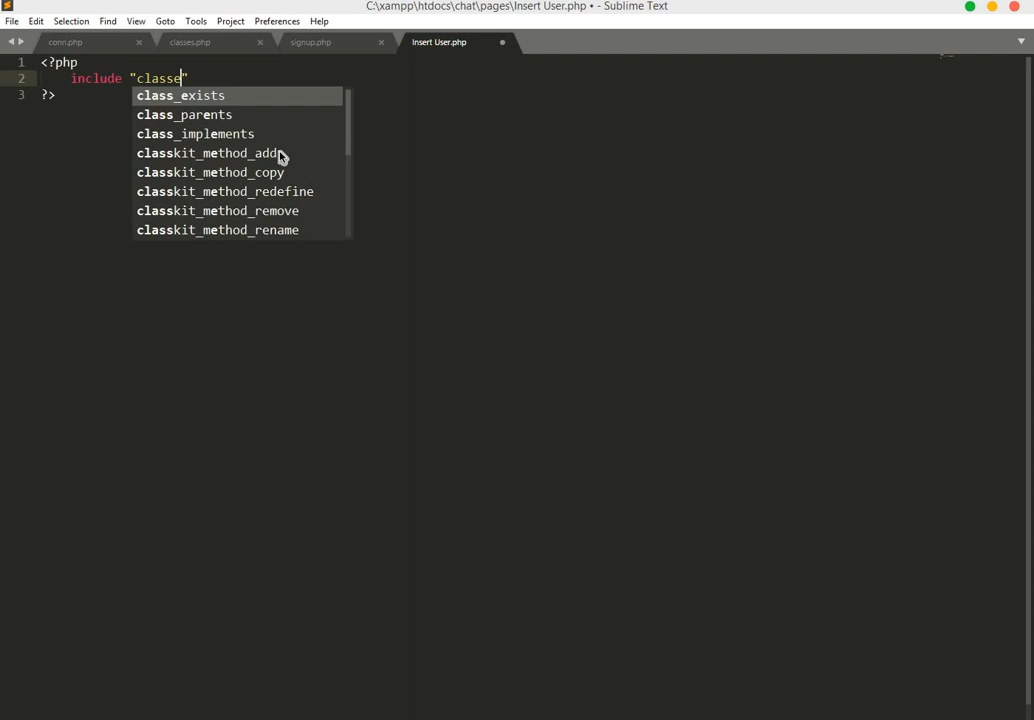 C:\xampp\htdocs\chat\pages\Insert User.php • - Sublime Text
File Edit Selection Find View Goto Tools Project Preferences Help
conn.php × classes.php × signup.php × Insert User.php
1 <?php
2 include "classe"
3 ?>
class_exists
class_parents
class_implements
classkit_method_add
classkit_method_copy
classkit_method_redefine
classkit_method_remove
classkit_method_rename